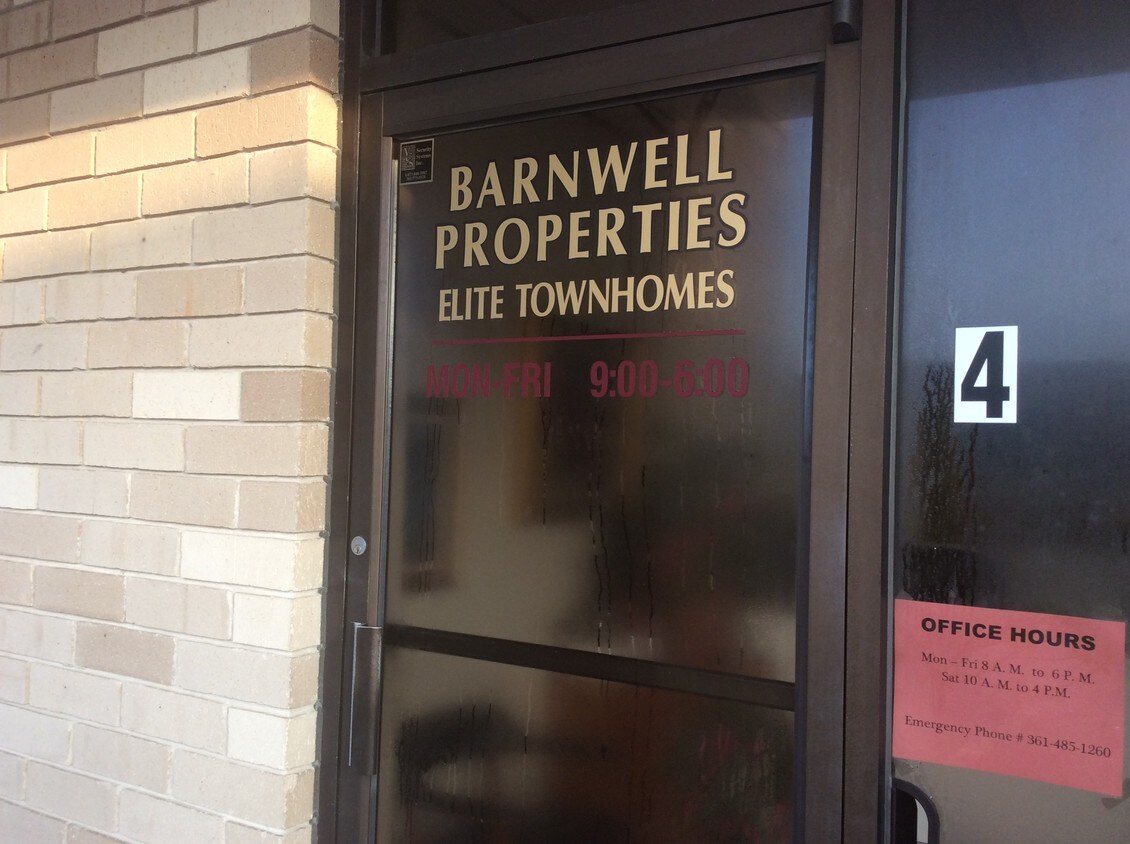 BARNWELL
PROPERTIES
ELITE TOWNHOMES
MON-FRI 9:00-6:00
4
OFFICE HOURS
Mon – Fri 8 A. M. to 6 P. M.
Sat 10 A. M. to 4 P.M.
Emergency Phone # 361-485-1260